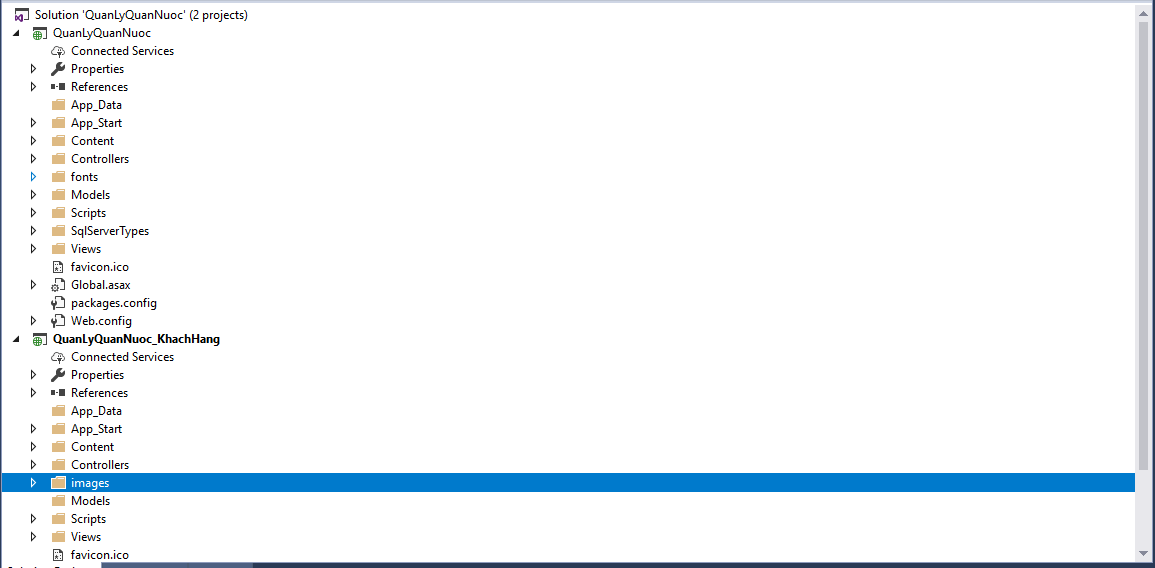 Solution 'QuanLyQuanNuoc' (2 projects)
QuanLyQuanNuoc
Connected Services
Properties
References
App_Data
App_Start
Content
Controllers
fonts
Models
Scripts
SqlServerTypes
Views
favicon.ico
Global.asax
packages.config
Web.config
QuanLyQuanNuoc_KhachHang
Connected Services
Properties
References
App_Data
App_Start
Content
Controllers
images
Models
Scripts
Views
favicon.ico